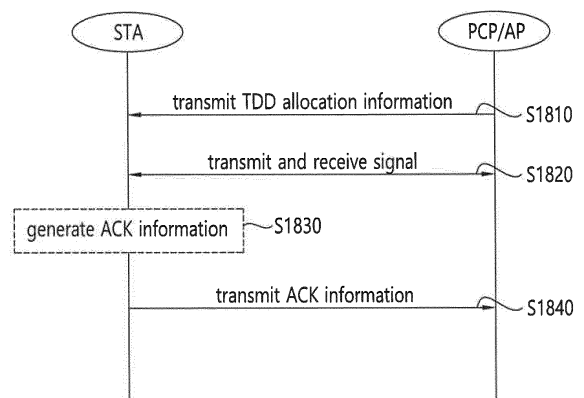 STA
PCP/AP
transmit TDD allocation information
S1810
transmit and receive signal
S1820
generate ACK information
S1830
transmit ACK information
S1840